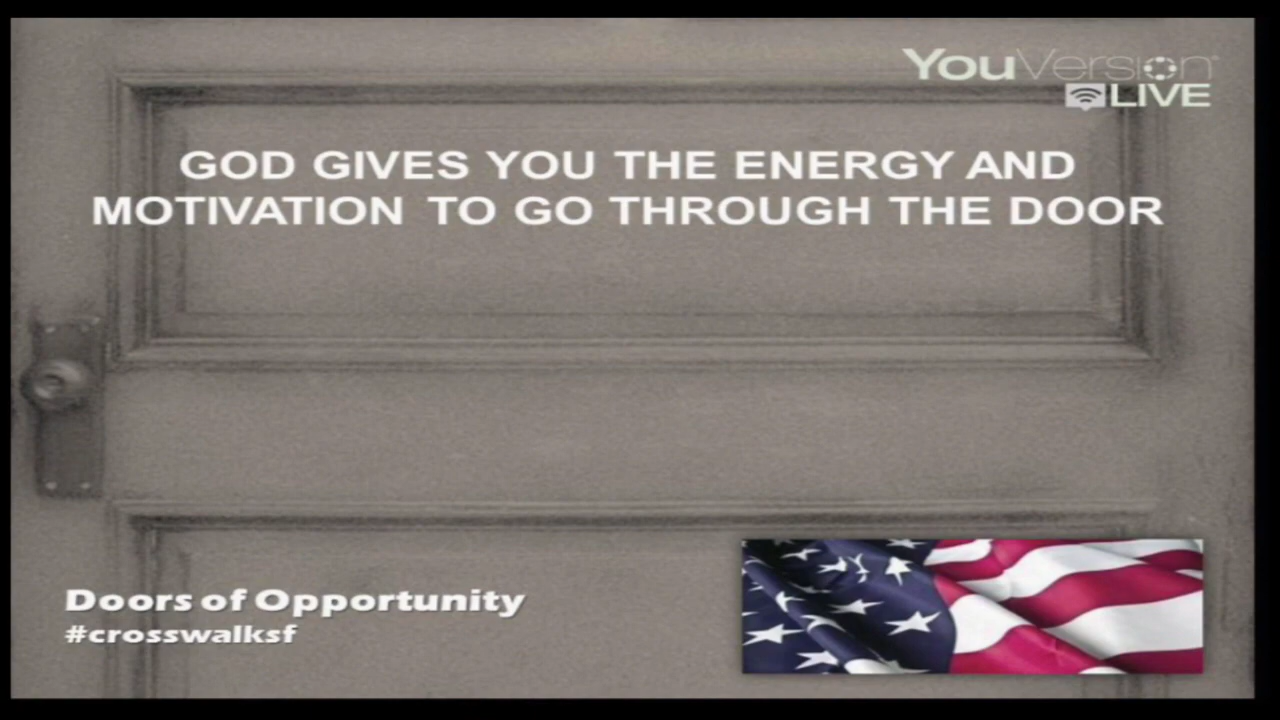 YouVersion
LIVE
GOD GIVES YOU THE ENERGY AND
MOTIVATION TO GO THROUGH THE DOOR
Doors of Opportunity
#crosswalksf